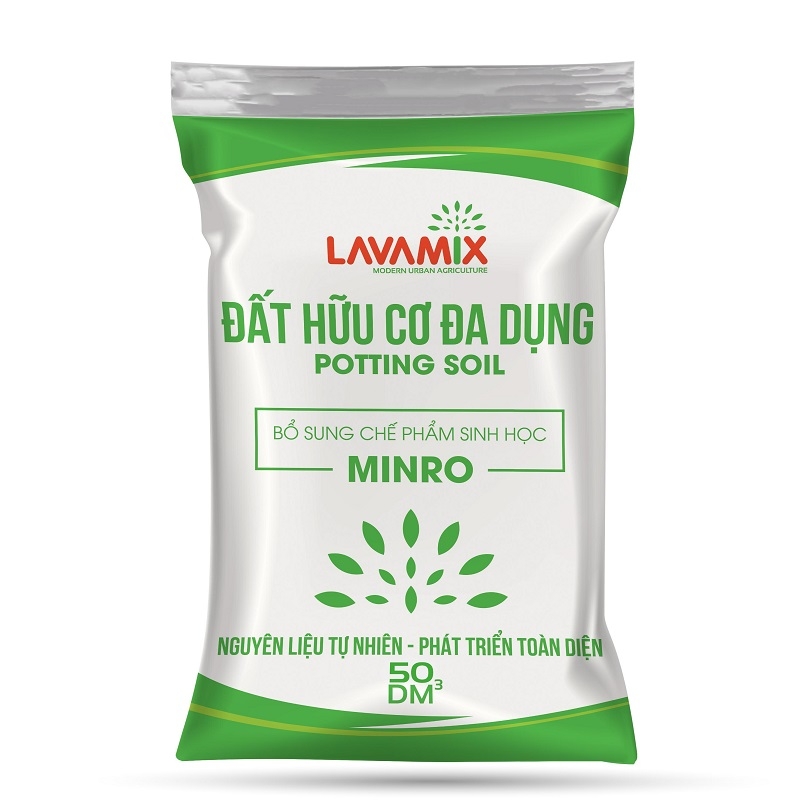 LAVAMIX
MODERN URBAN AGRICULTURE
ĐẤT HỮU CƠ ĐA DỤNG
POTTING SOIL
BỔ SUNG CHẾ PHẨM SINH HỌC
MINRO
NGUYÊN LIỆU TỰ NHIÊN - PHÁT TRIỂN TOÀN DIỆN
50
DM³